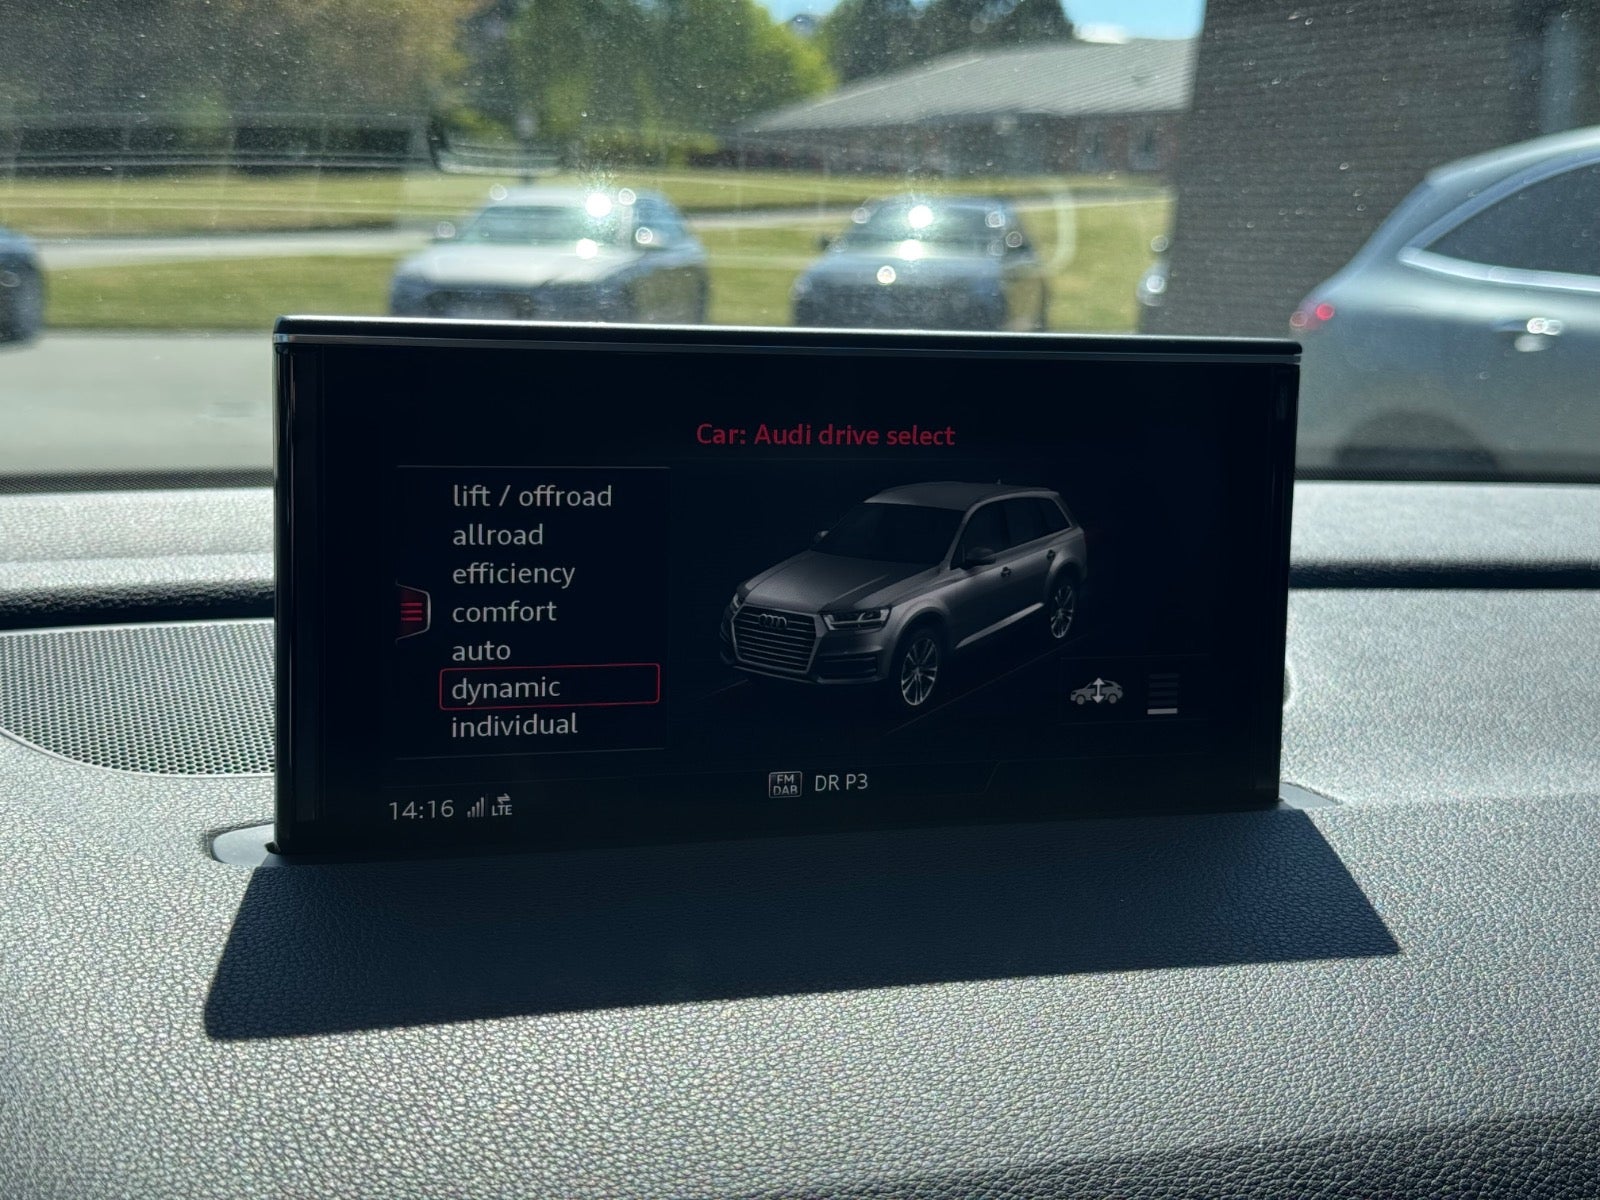 Car: Audi drive select
lift / offroad
allroad
efficiency
comfort
auto
dynamic
individual
FM
DAB
DR P3
14:16
LTE